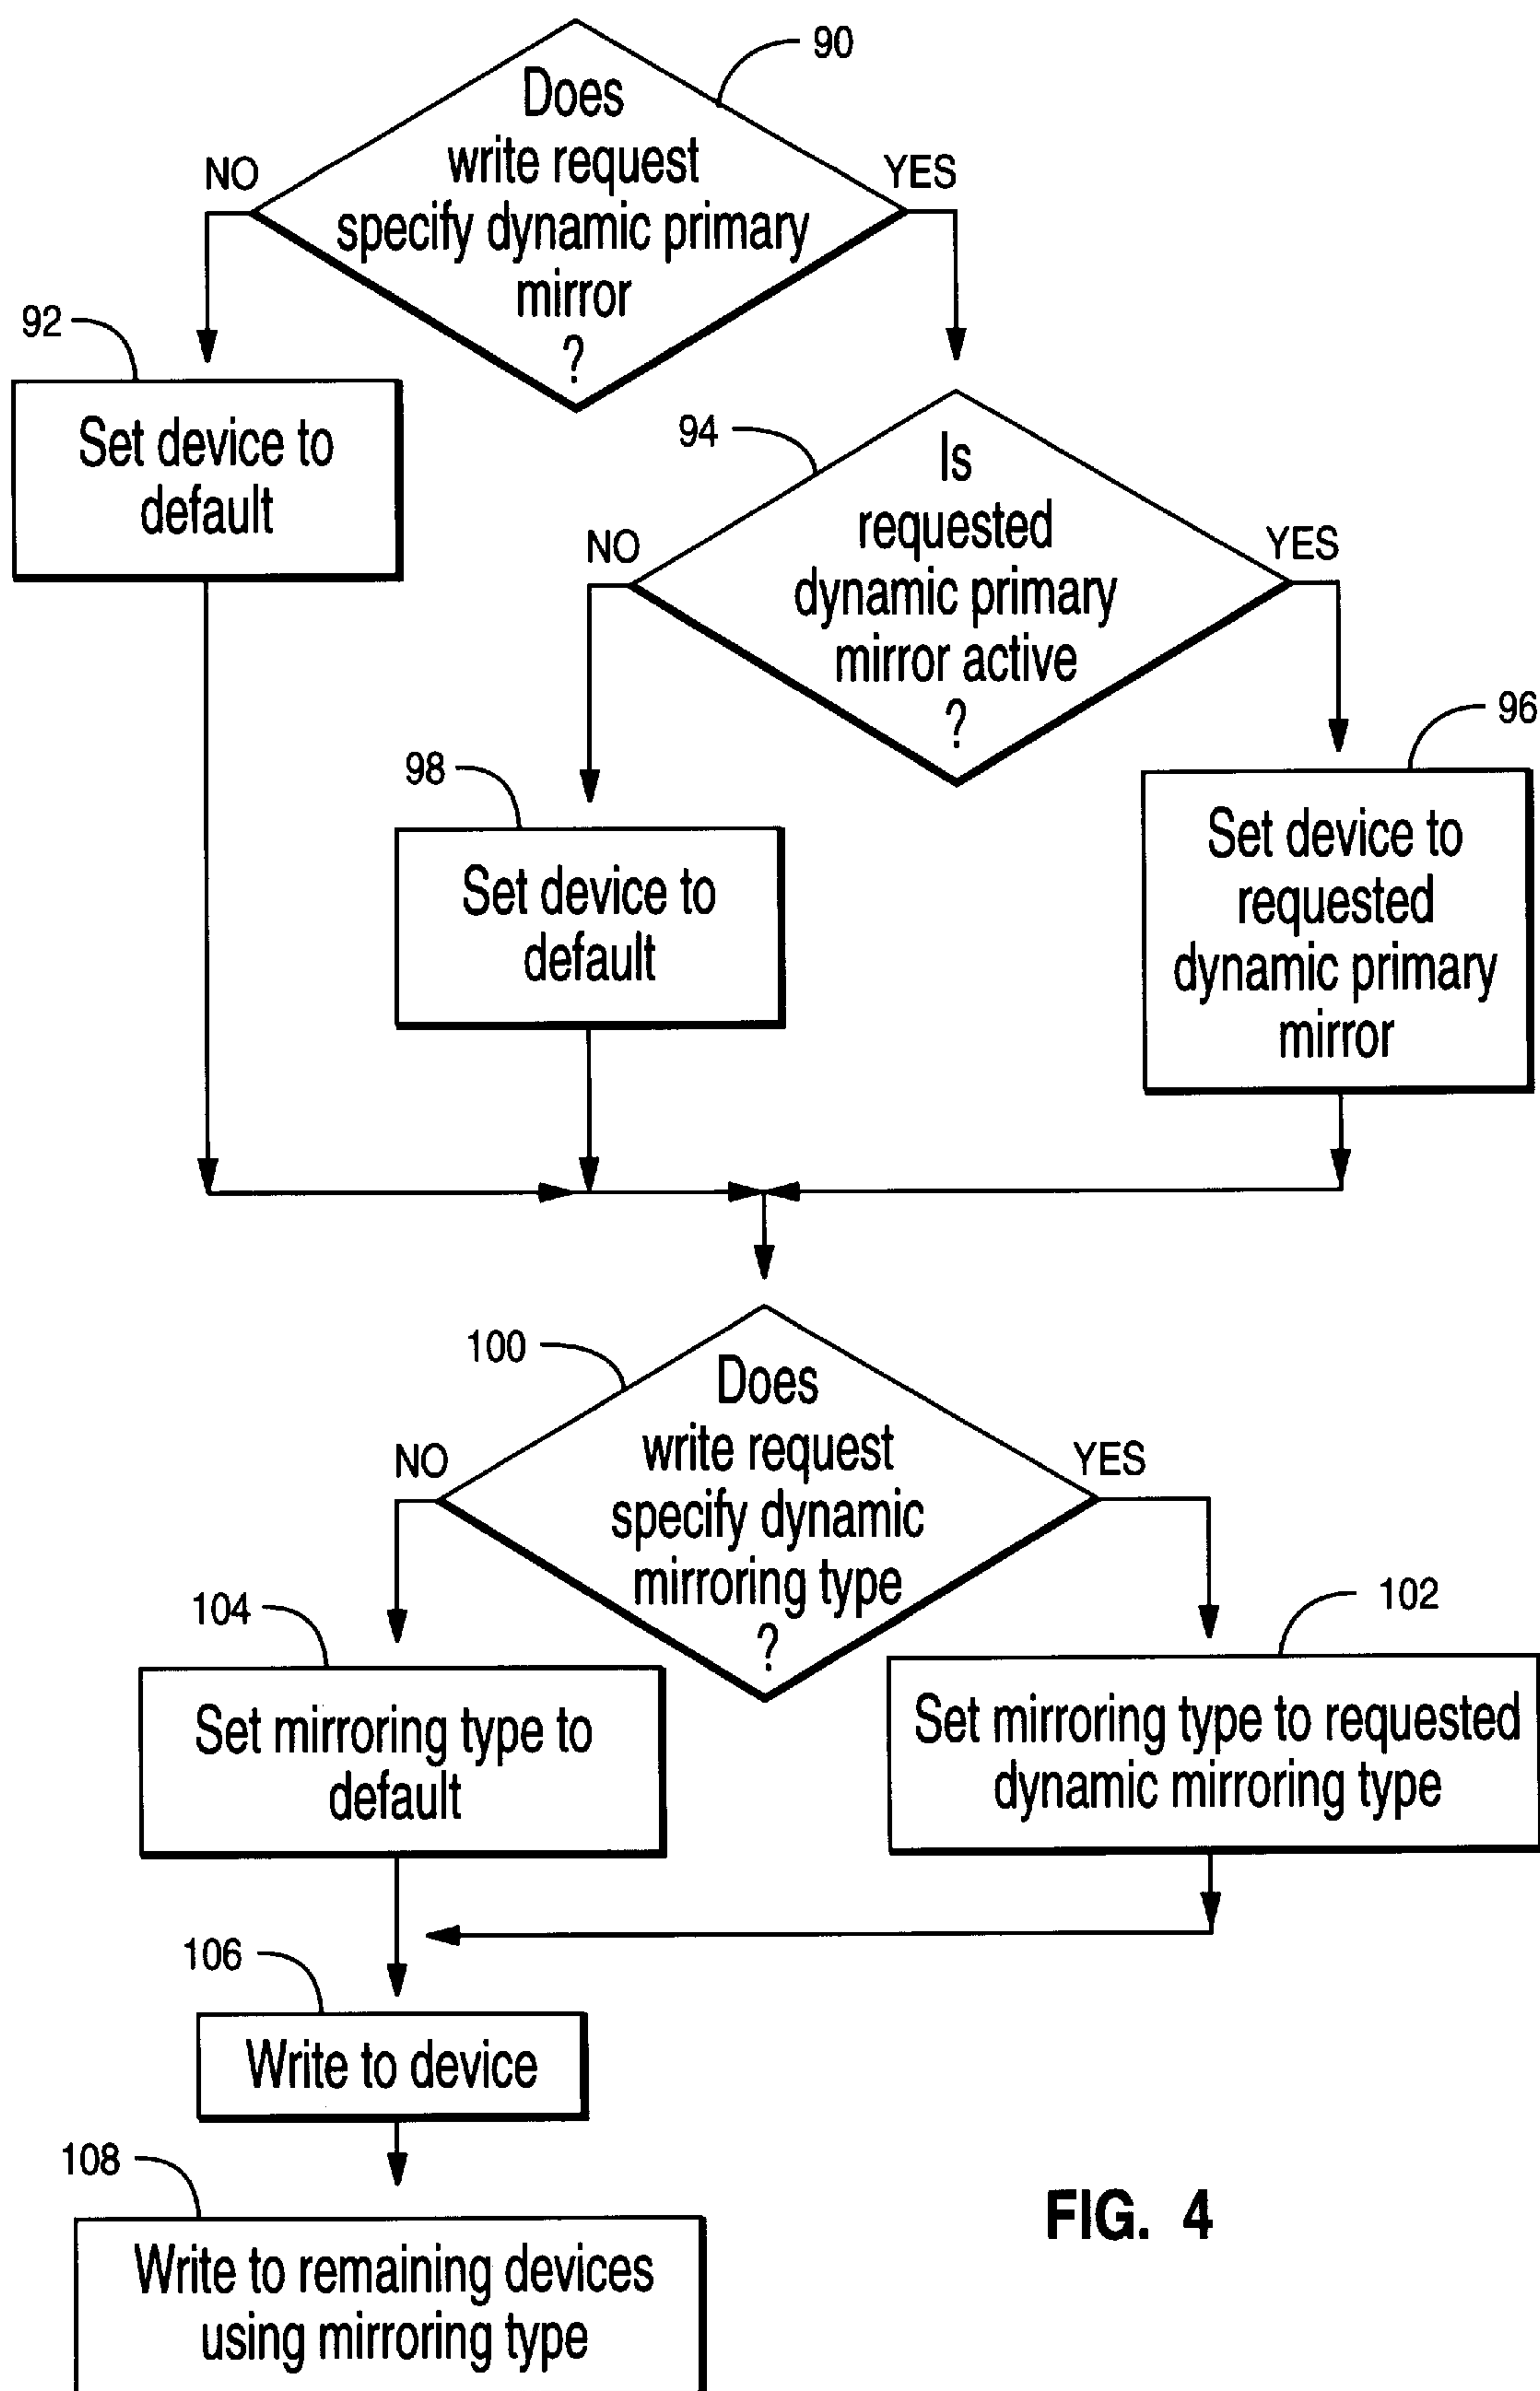 90
Does
write request
specify dynamic primary
mirror
?
NO
YES
92
Set device to
default
94
Is
requested
dynamic primary
mirror active
?
NO
YES
96
Set device to
requested
dynamic primary
mirror
98
Set device to
default
100
Does
write request
specify dynamic
mirroring type
?
NO
YES
104
Set mirroring type to
default
102
Set mirroring type to requested
dynamic mirroring type
106
Write to device
108
Write to remaining devices
using mirroring type
FIG. 4